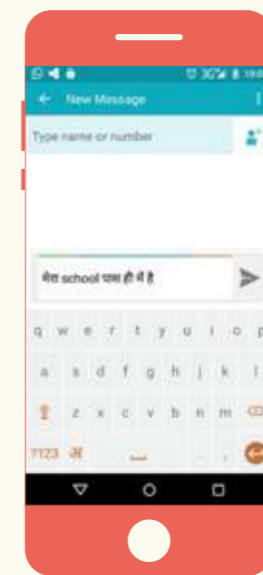 New Message
Type name or number
मेरा school पास ही में है
q w e r t y u i o p
a s d f g h j k l
z x c v b n m
?123 अ . ,